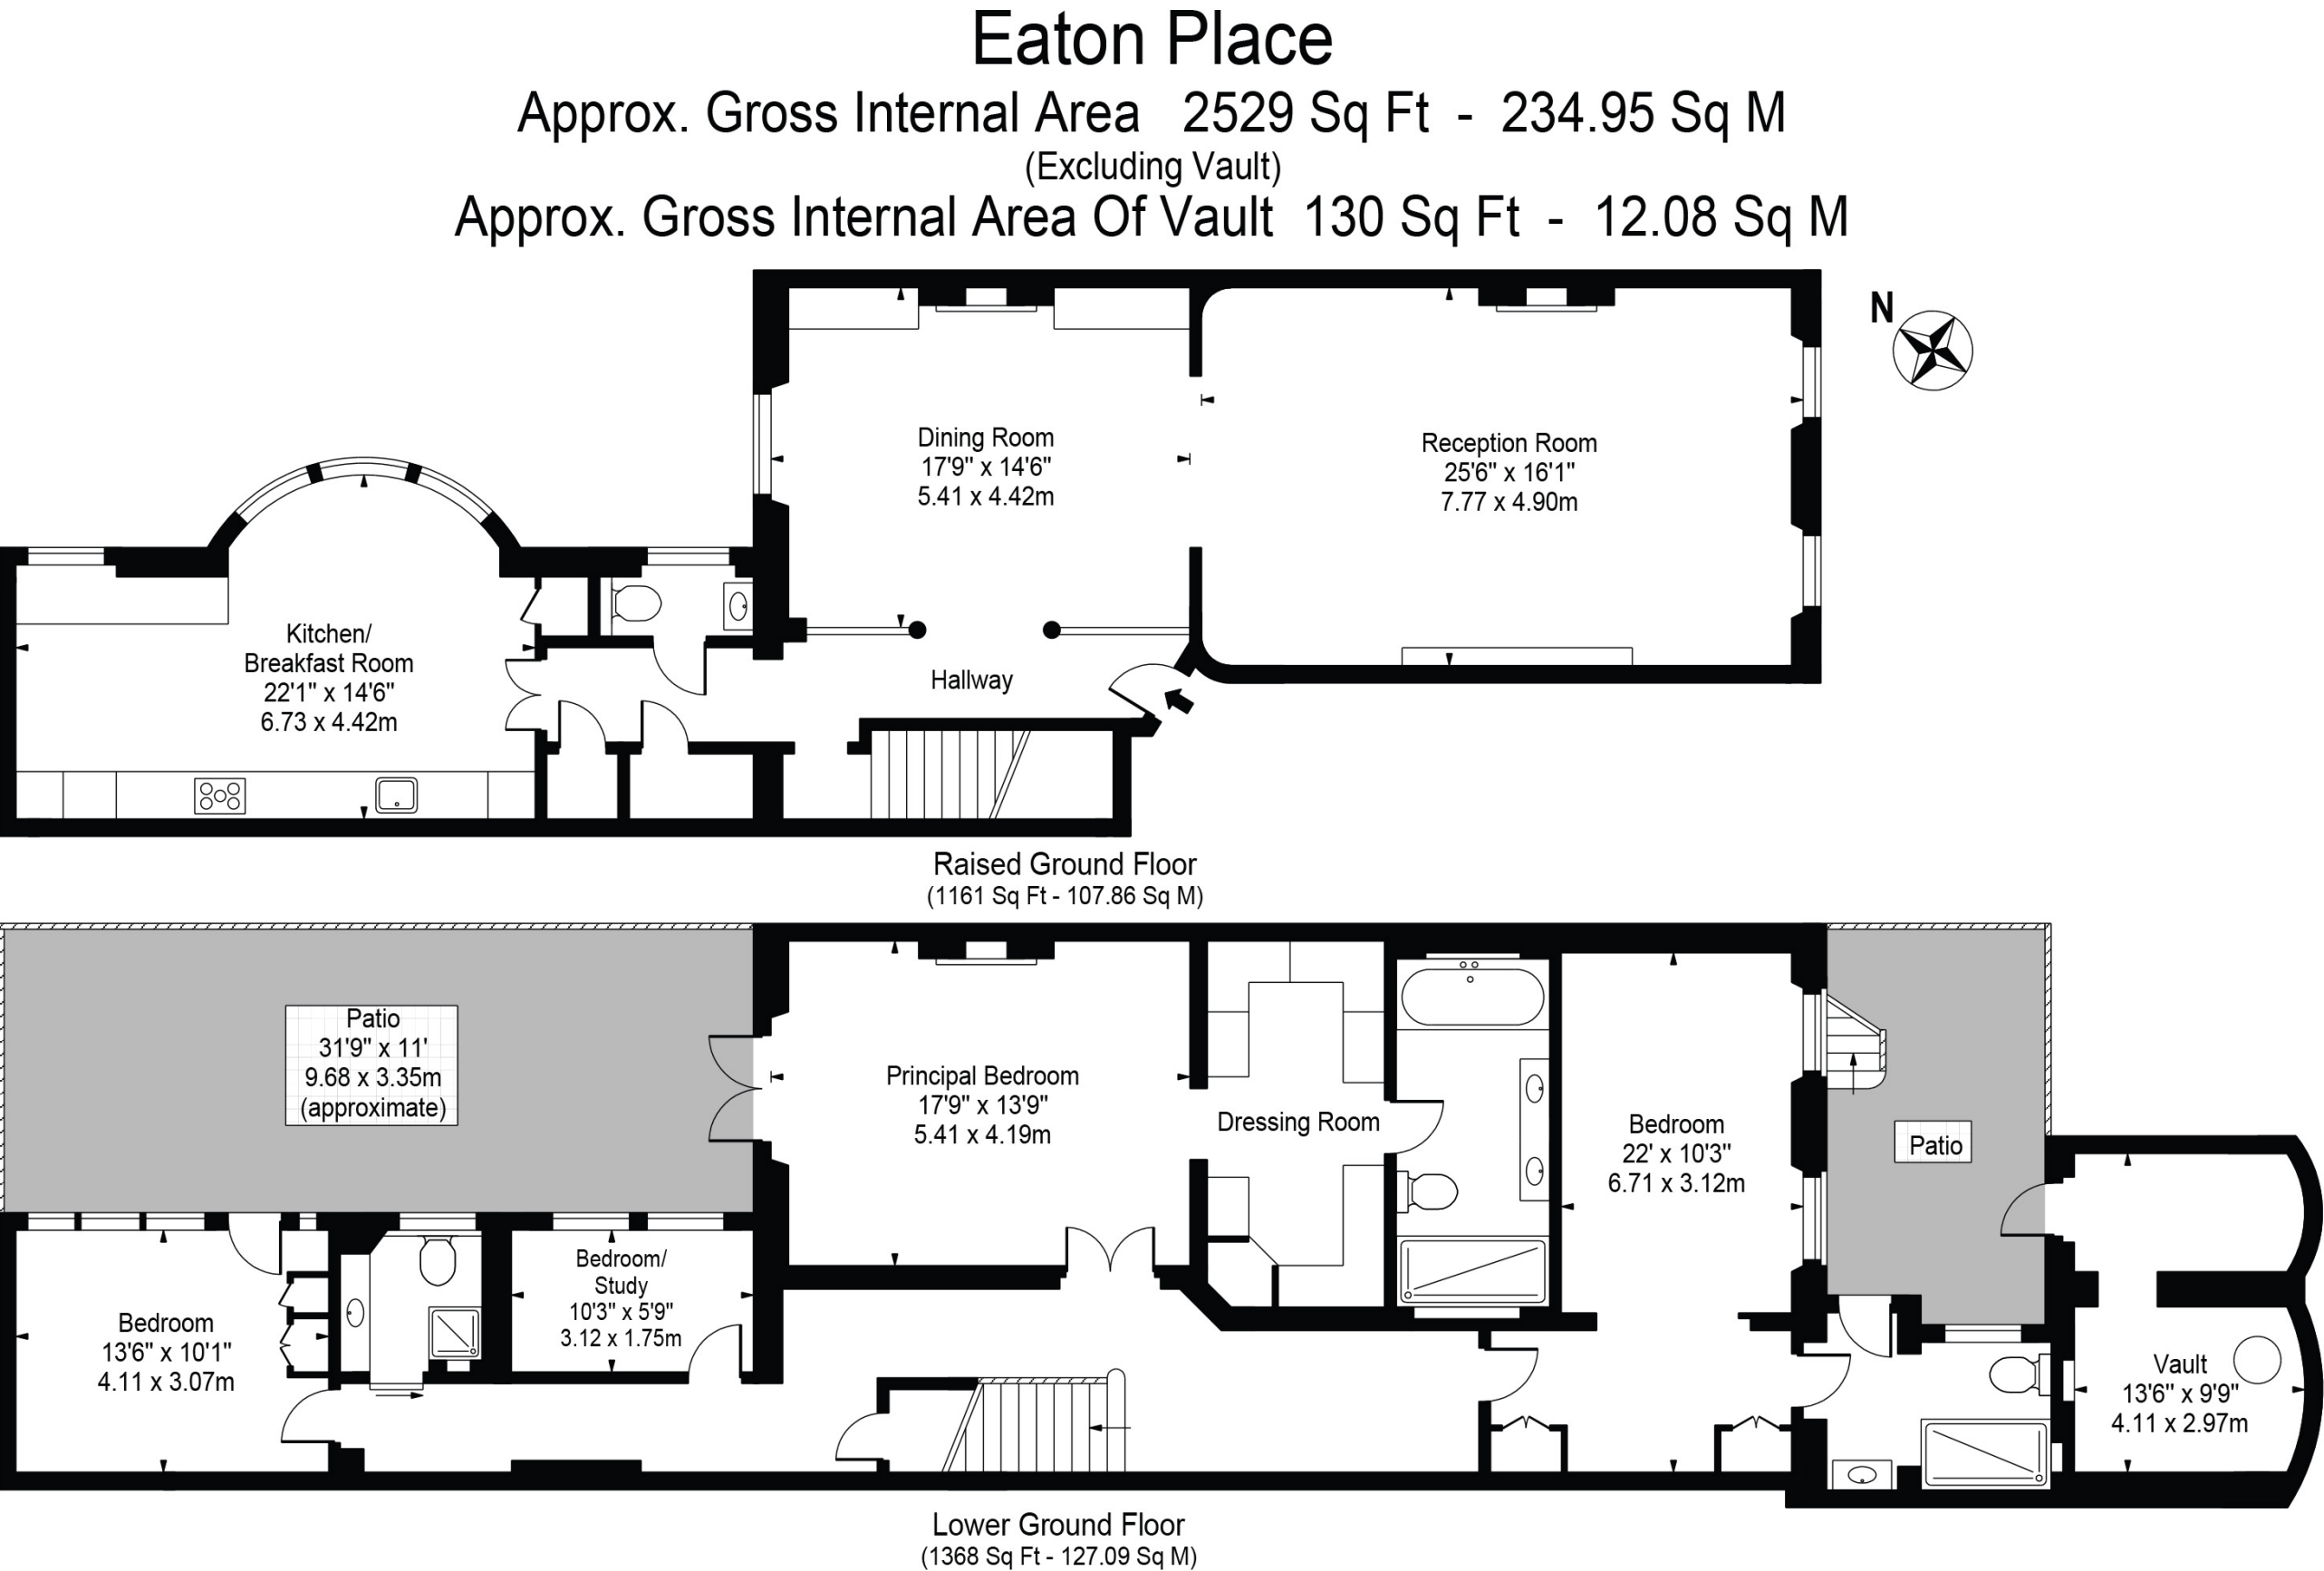 Eaton Place
Approx. Gross Internal Area 2529 Sq Ft - 234.95 Sq M
(Excluding Vault)
Approx. Gross Internal Area Of Vault 130 Sq Ft - 12.08 Sq M
N
Dining Room
17'9" x 14'6"
5.41 x 4.42m
Reception Room
25'6" x 16'1"
7.77 x 4.90m
Kitchen/
Breakfast Room
22'1" x 14'6"
6.73 x 4.42m
Hallway
Raised Ground Floor
(1161 Sq Ft - 107.86 Sq M)
Patio
31'9" x 11'
9.68 x 3.35m
(approximate)
Principal Bedroom
17'9" x 13'9"
5.41 x 4.19m
Dressing Room
Bedroom
22' x 10'3"
6.71 x 3.12m
Patio
Bedroom
13'6" x 10'1"
4.11 x 3.07m
Bedroom/
Study
10'3" x 5'9"
3.12 x 1.75m
Vault
13'6" x 9'9"
4.11 x 2.97m
Lower Ground Floor
(1368 Sq Ft - 127.09 Sq M)